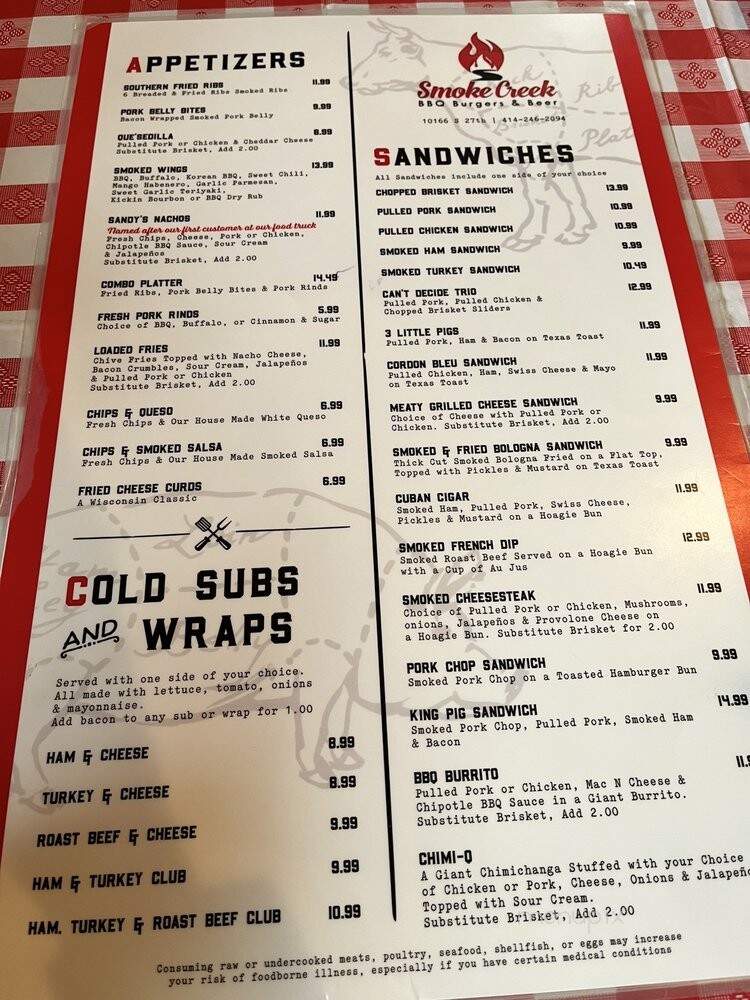 APPETIZERS
SOUTHERN FRIED RIBS 11.99
6 Breaded & Fried Ribs Smoked Ribs
PORK BELLY BITES 9.99
Bacon Wrapped Smoked Pork Belly
QUE'SEDILLA 8.99
Pulled Pork or Chicken & Cheddar Cheese
Substitute Brisket, Add 2.00
SMOKED WINGS 13.99
BBQ, Buffalo, Korean BBQ, Sweet Chili,
Mango Habenero, Garlic Parmesan,
Sweet Garlic Teriyaki,
Kickin Bourbon or BBQ Dry Rub
SANDY'S NACHOS 11.99
Named after our first customer at our food truck
Fresh Chips, Cheese, Pork or Chicken,
Chipotle BBQ Sauce, Sour Cream
& Jalapeños
Substitute Brisket, Add 2.00
COMBO PLATTER 14.49
Fried Ribs, Pork Belly Bites & Pork Rinds
FRESH PORK RINDS 5.99
Choice of BBQ, Buffalo, or Cinnamon & Sugar
LOADED FRIES 11.99
Chive Fries Topped with Nacho Cheese,
Bacon Crumbles, Sour Cream, Jalapeños
& Pulled Pork or Chicken
Substitute Brisket, Add 2.00
CHIPS & QUESO 6.99
Fresh Chips & Our House Made White Queso
CHIPS & SMOKED SALSA 6.99
Fresh Chips & Our House Made Smoked Salsa
FRIED CHEESE CURDS 6.99
A Wisconsin Classic
COLD SUBS
AND WRAPS
Served with one side of your choice.
All made with lettuce, tomato, onions
& mayonnaise.
Add bacon to any sub or wrap for 1.00
HAM & CHEESE 8.99
TURKEY & CHEESE 8.99
ROAST BEEF & CHEESE 9.99
HAM & TURKEY CLUB 9.99
HAM, TURKEY & ROAST BEEF CLUB 10.99
Smoke Creek
BBQ Burgers & Beer
10166 S 27th | 414-246-2094
Rib
Plat
SANDWICHES
All Sandwiches include one side of your choice
CHOPPED BRISKET SANDWICH 13.99
PULLED PORK SANDWICH 10.99
PULLED CHICKEN SANDWICH 10.99
SMOKED HAM SANDWICH 9.99
SMOKED TURKEY SANDWICH 10.49
CAN'T DECIDE TRIO 12.99
Pulled Pork, Pulled Chicken &
Chopped Brisket Sliders
3 LITTLE PIGS 11.99
Pulled Pork, Ham & Bacon on Texas Toast
CORDON BLEU SANDWICH 11.99
Pulled Chicken, Ham, Swiss Cheese & Mayo
on Texas Toast
MEATY GRILLED CHEESE SANDWICH 9.99
Choice of Cheese with Pulled Pork or
Chicken. Substitute Brisket, Add 2.00
SMOKED & FRIED BOLOGNA SANDWICH 9.99
Thick Cut Smoked Bologna Fried on a Flat Top,
Topped with Pickles & Mustard on Texas Toast
CUBAN CIGAR 11.99
Smoked Ham, Pulled Pork, Swiss Cheese,
Pickles & Mustard on a Hoagie Bun
SMOKED FRENCH DIP 12.99
Smoked Roast Beef Served on a Hoagie Bun
with a Cup of Au Jus
SMOKED CHEESESTEAK 11.99
Choice of Pulled Pork or Chicken, Mushrooms,
onions, Jalapeños & Provolone Cheese on
a Hoagie Bun. Substitute Brisket for 2.00
PORK CHOP SANDWICH 9.99
Smoked Pork Chop on a Toasted Hamburger Bun
KING PIG SANDWICH 14.99
Smoked Pork Chop, Pulled Pork, Smoked Ham
& Bacon
BBQ BURRITO
Pulled Pork or Chicken, Mac N Cheese &
Chipotle BBQ Sauce in a Giant Burrito.
Substitute Brisket, Add 2.00
CHIMI-Q
A Giant Chimichanga Stuffed with your Choice
of Chicken or Pork, Cheese, Onions & Jalapeño
Topped with Sour Cream.
Substitute Brisket, Add 2.00
Consuming raw or undercooked meats, poultry, seafood, shellfish, or eggs may increase
your risk of foodborne illness, especially if you have certain medical conditions